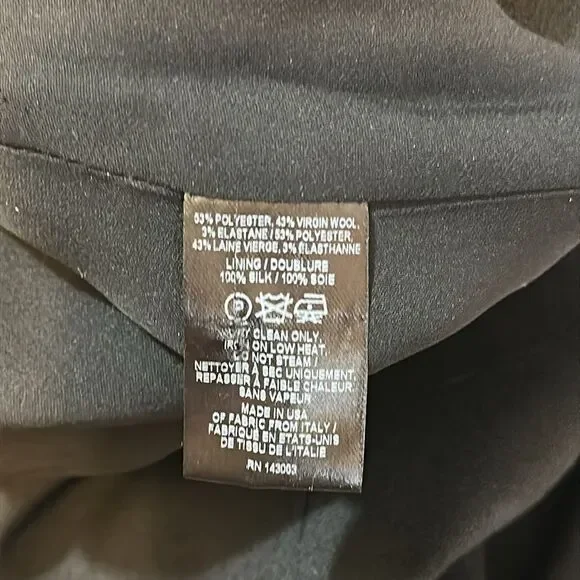 53% POLYESTER, 43% VIRGIN WOOL,
3% ELASTANE / 53% POLYESTER,
43% LAINE VIERGE, 3% ELASTHANNE
LINING / DOUBLURE
100% SILK / 100% SOIE
P
CLEAN ONLY.
IRON ON LOW HEAT.
DO NOT STEAM /
NETTOYER À SEC UNIQUEMENT.
REPASSER À FAIBLE CHALEUR.
SANS VAPEUR
MADE IN USA
OF FABRIC FROM ITALY /
FABRIQUÉ EN ÉTATS-UNIS
DE TISSU DE L'ITALIE
RN 143003